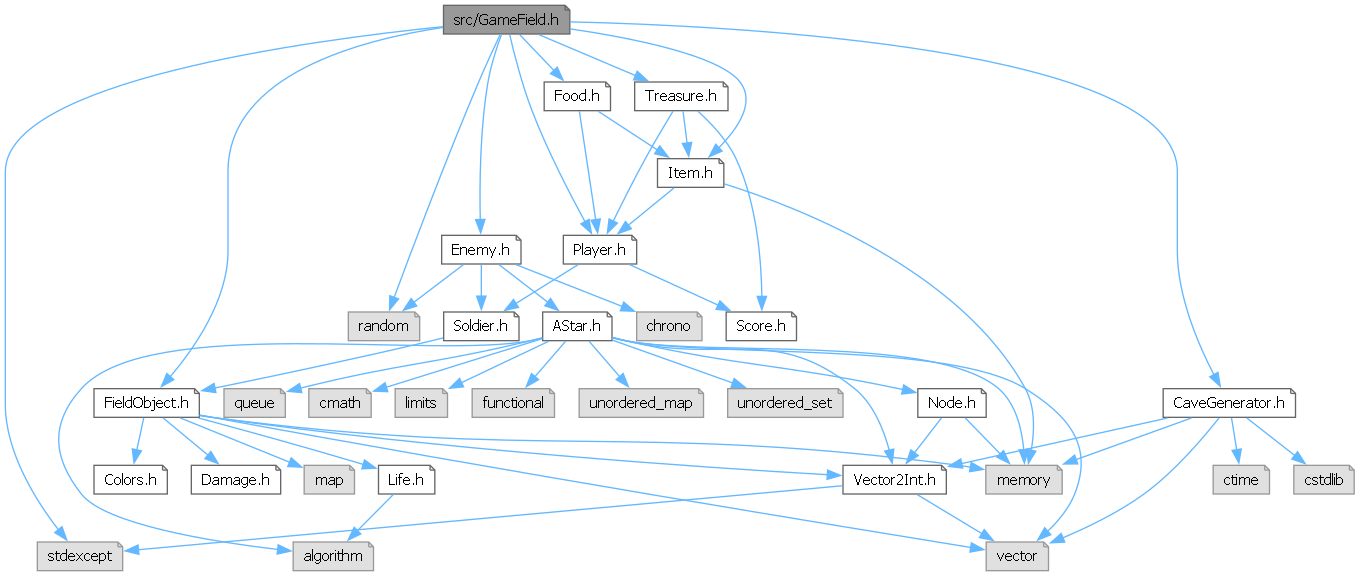 src/GameField.h
Food.h
Treasure.h
Item.h
Enemy.h
Player.h
random
Soldier.h
AStar.h
chrono
Score.h
FieldObject.h
queue
cmath
limits
functional
unordered_map
unordered_set
Node.h
CaveGenerator.h
Colors.h
Damage.h
map
Life.h
Vector2Int.h
memory
ctime
cstdlib
stdexcept
algorithm
vector